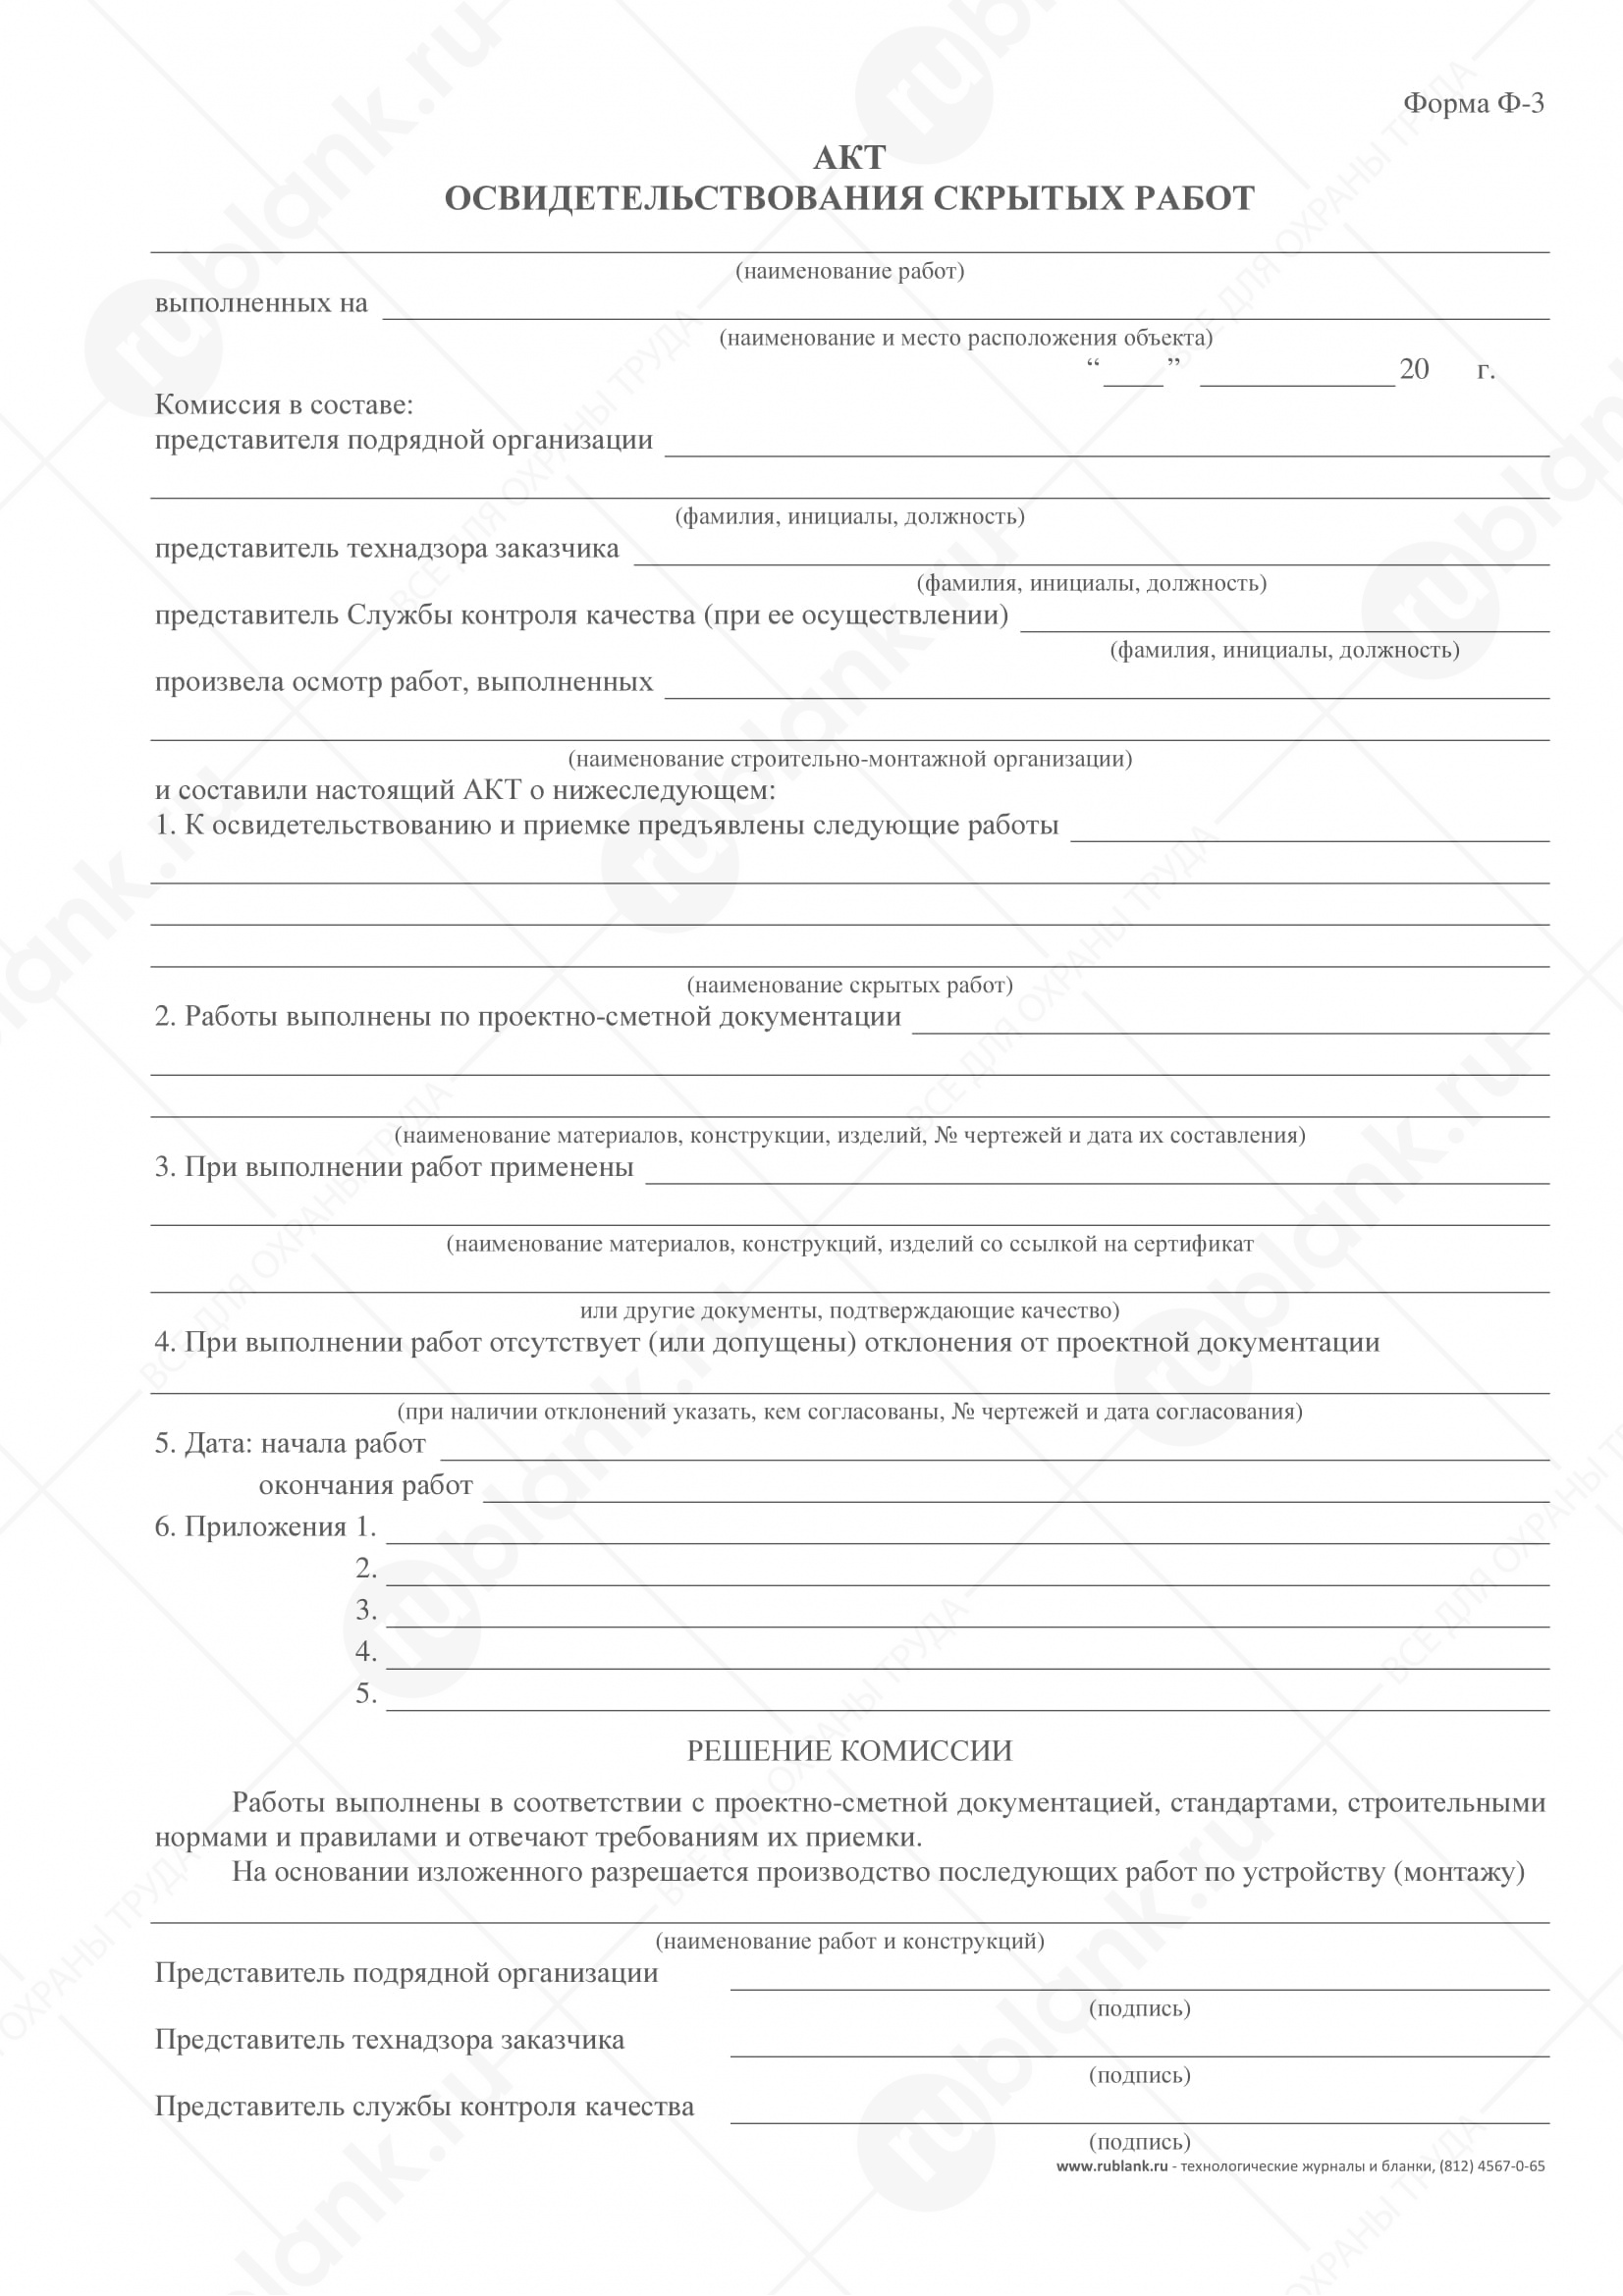 Форма Ф-3
АКТ
ОСВИДЕТЕЛЬСТВОВАНИЯ СКРЫТЫХ РАБОТ
(наименование работ)
выполненных на
(наименование и место расположения объекта)
“____” ____________ 20 г.
Комиссия в составе:
представителя подрядной организации
(фамилия, инициалы, должность)
представитель технадзора заказчика
(фамилия, инициалы, должность)
представитель Службы контроля качества (при ее осуществлении)
(фамилия, инициалы, должность)
произвела осмотр работ, выполненных
(наименование строительно-монтажной организации)
и составили настоящий АКТ о нижеследующем:
1. К освидетельствованию и приемке предъявлены следующие работы
(наименование скрытых работ)
2. Работы выполнены по проектно-сметной документации
(наименование материалов, конструкции, изделий, № чертежей и дата их составления)
3. При выполнении работ применены
(наименование материалов, конструкций, изделий со ссылкой на сертификат
или другие документы, подтверждающие качество)
4. При выполнении работ отсутствует (или допущены) отклонения от проектной документации
(при наличии отклонений указать, кем согласованы, № чертежей и дата согласования)
5. Дата: начала работ
окончания работ
6. Приложения 1.
2.
3.
4.
5.
РЕШЕНИЕ КОМИССИИ
Работы выполнены в соответствии с проектно-сметной документацией, стандартами, строительными
нормами и правилами и отвечают требованиям их приемки.
На основании изложенного разрешается производство последующих работ по устройству (монтажу)
(наименование работ и конструкций)
Представитель подрядной организации
(подпись)
Представитель технадзора заказчика
(подпись)
Представитель службы контроля качества
(подпись)
www.rublank.ru - технологические журналы и бланки, (812) 4567-0-65
rublank.ru
ВСЕ ДЛЯ ОХРАНЫ ТРУДА